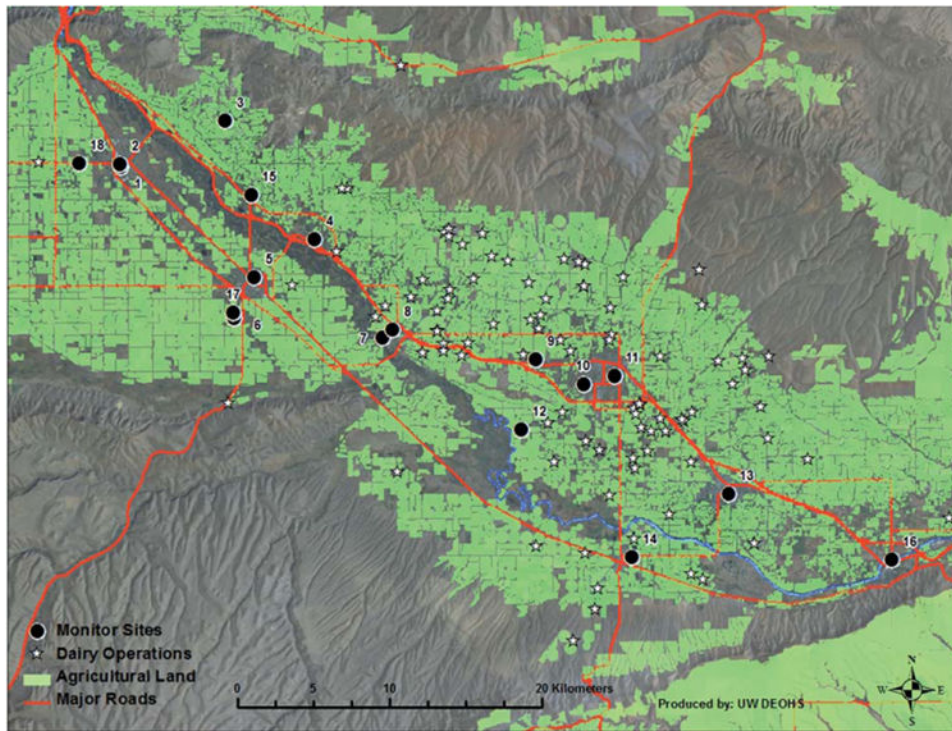 3
18
2
1
15
4
5
17
6
8
7
9
10
11
12
13
14
16
Monitor Sites
Dairy Operations
Agricultural Land
Major Roads
0 5 10 20 Kilometers
Produced by: UW DEOHS
N
W E
S